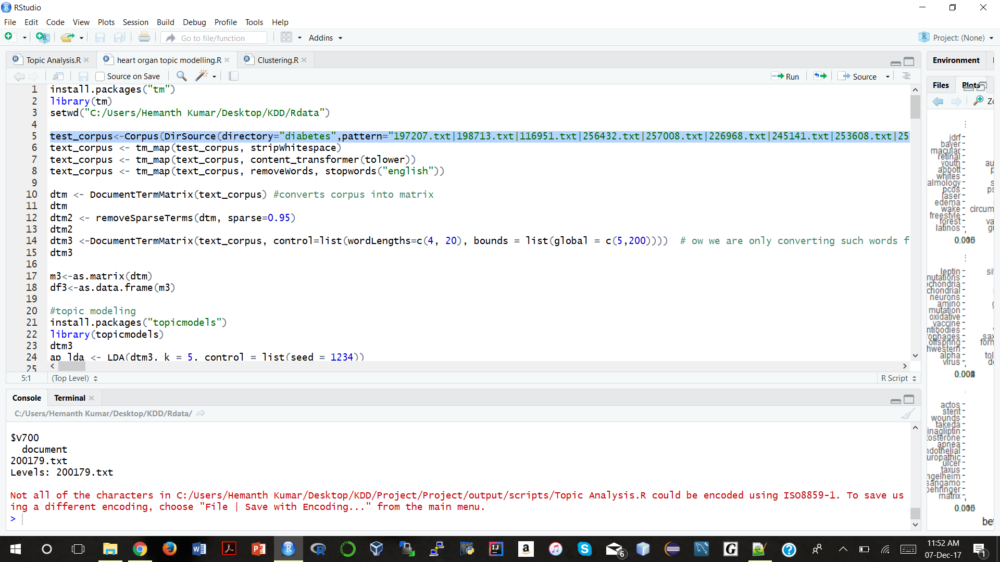 RStudio
File Edit Code View Plots Session Build Debug Profile Tools Help
Go to file/function Addins Project: (None)
Topic Analysis.R heart organ topic modelling.R Clustering.R
Source on Save Run Source
1 install.packages("tm")
2 library(tm)
3 setwd("C:/Users/Hemanth Kumar/Desktop/KDD/Rdata")
4
5 test_corpus<-Corpus(DirSource(directory="diabetes",pattern="197207.txt|198713.txt|116951.txt|256432.txt|257008.txt|226968.txt|245141.txt|253608.txt|25
6 text_corpus <- tm_map(test_corpus, stripWhitespace)
7 text_corpus <- tm_map(text_corpus, content_transformer(tolower))
8 text_corpus <- tm_map(text_corpus, removeWords, stopwords("english"))
9
10 dtm <- DocumentTermMatrix(text_corpus) #converts corpus into matrix
11 dtm
12 dtm2 <- removeSparseTerms(dtm, sparse=0.95)
13 dtm2
14 dtm3 <-DocumentTermMatrix(text_corpus, control=list(wordLengths=c(4, 20), bounds = list(global = c(5,200)))) # ow we are only converting such words f
15 dtm3
16
17 m3<-as.matrix(dtm)
18 df3<-as.data.frame(m3)
19
20 #topic modeling
21 install.packages("topicmodels")
22 library(topicmodels)
23 dtm3
24 ap_lda <- LDA(dtm3, k = 5, control = list(seed = 1234))
25
5:1 (Top Level) R Script
Console Terminal
C:/Users/Hemanth Kumar/Desktop/KDD/Rdata/
$V700
document
200179.txt
Levels: 200179.txt
Not all of the characters in C:/Users/Hemanth Kumar/Desktop/KDD/Project/Project/output/scripts/Topic Analysis.R could be encoded using ISO8859-1. To save us
ing a different encoding, choose "File | Save with Encoding..." from the main menu.
>
Environment
Files Plots
Zo
jdrf
bayer
macular
retinal
youth au
abbott p
whites
almology s
pcos ps
laser
edema
wake circum
freestyle
forest va
latinos g
leptin si
mutations
ochondria
chondrial
neurons
amino
mutation
oxidative
vaccine
ntibodies
rophages sax
offspring form
hwestern
alpha tol
virus
actos
stent
wounds
takeda
inagliptin
tosterone
apnea
ndothelial
uropathic
ulcer
taxus
ngelheim
sangamo
oehringer
matrix
be
6
11:52 AM
07-Dec-17
1